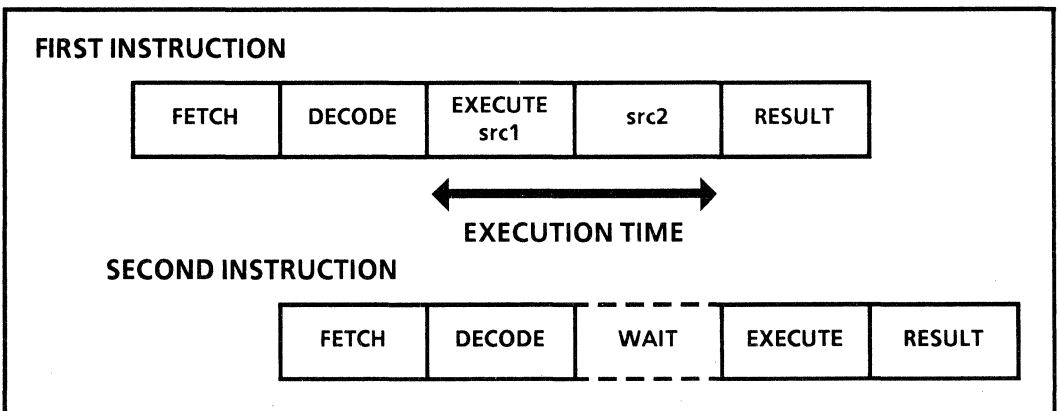 FIRST INSTRUCTION
FETCH DECODE EXECUTE src1 src2 RESULT
EXECUTION TIME
SECOND INSTRUCTION
FETCH DECODE WAIT EXECUTE RESULT